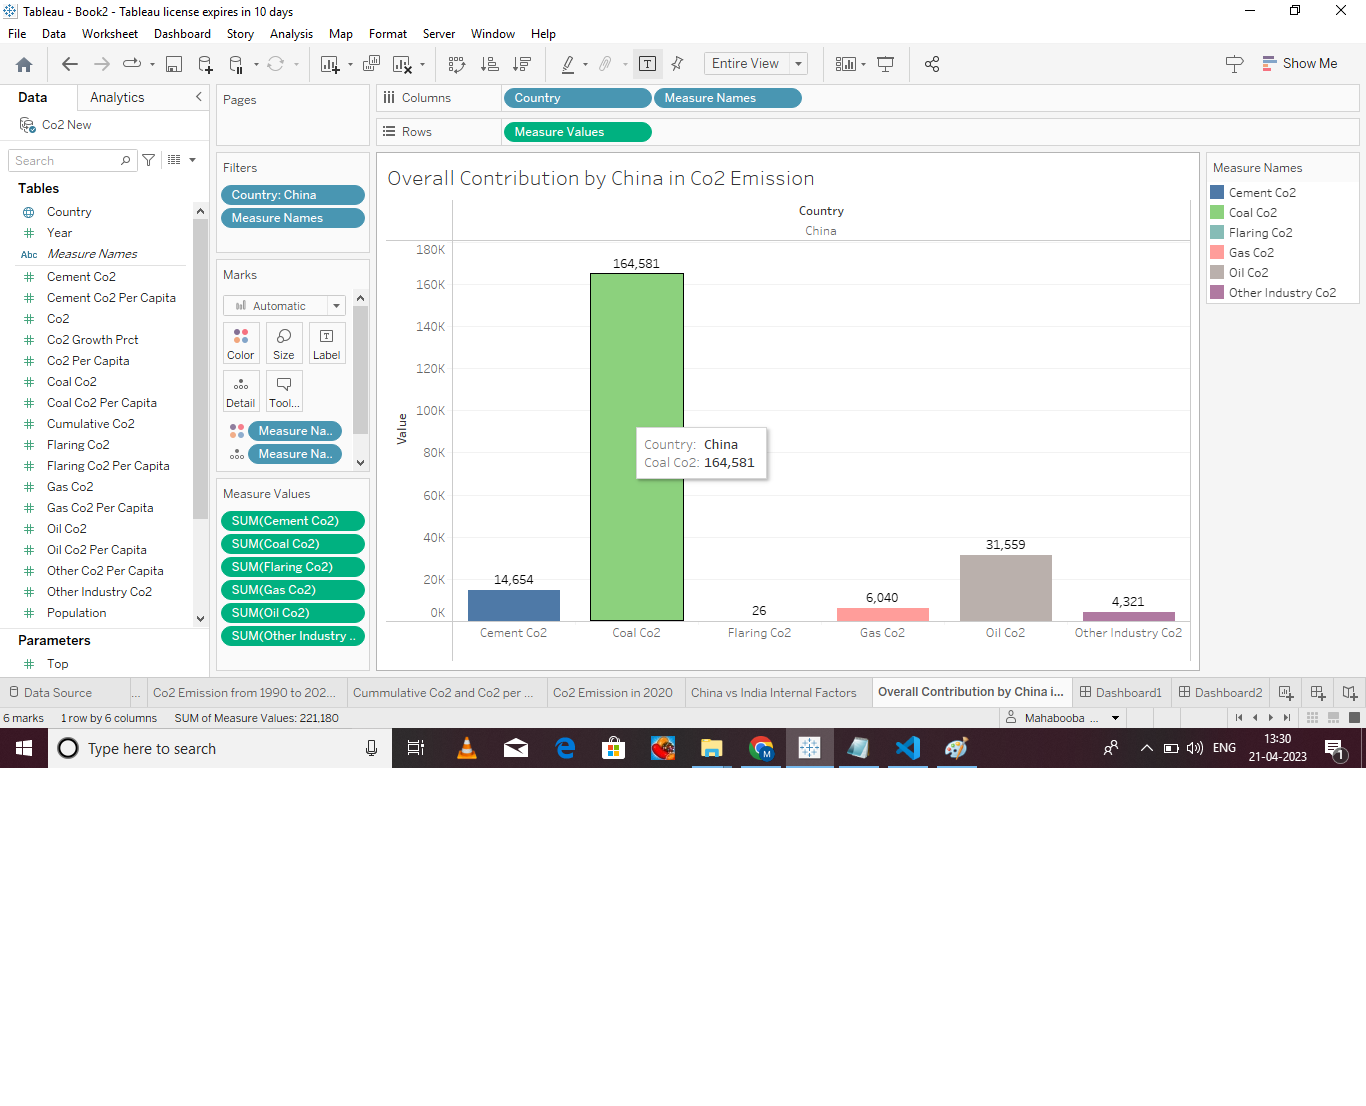 Tableau - Book2 - Tableau license expires in 10 days
File Data Worksheet Dashboard Story Analysis Map Format Server Window Help
Entire View
Show Me
Data Analytics
Co2 New
Search
Tables
Country
Year
Abc Measure Names
Cement Co2
Cement Co2 Per Capita
Co2
Co2 Growth Prct
Co2 Per Capita
Coal Co2
Coal Co2 Per Capita
Cumulative Co2
Flaring Co2
Flaring Co2 Per Capita
Gas Co2
Gas Co2 Per Capita
Oil Co2
Oil Co2 Per Capita
Other Co2 Per Capita
Other Industry Co2
Population
Parameters
Top
Pages
Filters
Country: China
Measure Names
Marks
Automatic
Color Size Label
Detail Tool...
Measure Na..
Measure Na..
Measure Values
SUM(Cement Co2)
SUM(Coal Co2)
SUM(Flaring Co2)
SUM(Gas Co2)
SUM(Oil Co2)
SUM(Other Industry ..
Columns Country Measure Names
Rows Measure Values
Overall Contribution by China in Co2 Emission
Country
China
180K
160K
140K
120K
100K
80K
60K
40K
20K
0K
Value
14,654
164,581
26
6,040
31,559
4,321
Country: China
Coal Co2: 164,581
Cement Co2 Coal Co2 Flaring Co2 Gas Co2 Oil Co2 Other Industry Co2
Measure Names
Cement Co2
Coal Co2
Flaring Co2
Gas Co2
Oil Co2
Other Industry Co2
Data Source ... Co2 Emission from 1990 to 202... Cummulative Co2 and Co2 per ... Co2 Emission in 2020 China vs India Internal Factors Overall Contribution by China i... Dashboard1 Dashboard2
6 marks 1 row by 6 columns SUM of Measure Values: 221,180 Mahabooba ...
Type here to search
ENG
13:30
21-04-2023
1